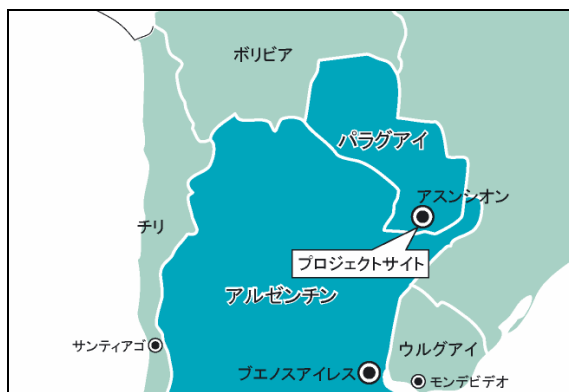 ボリビア
パラグアイ
アスンシオン
チリ
プロジェクトサイト
アルゼンチン
サンティアゴ
ウルグアイ
ブエノスアイレス
モンデビデオ